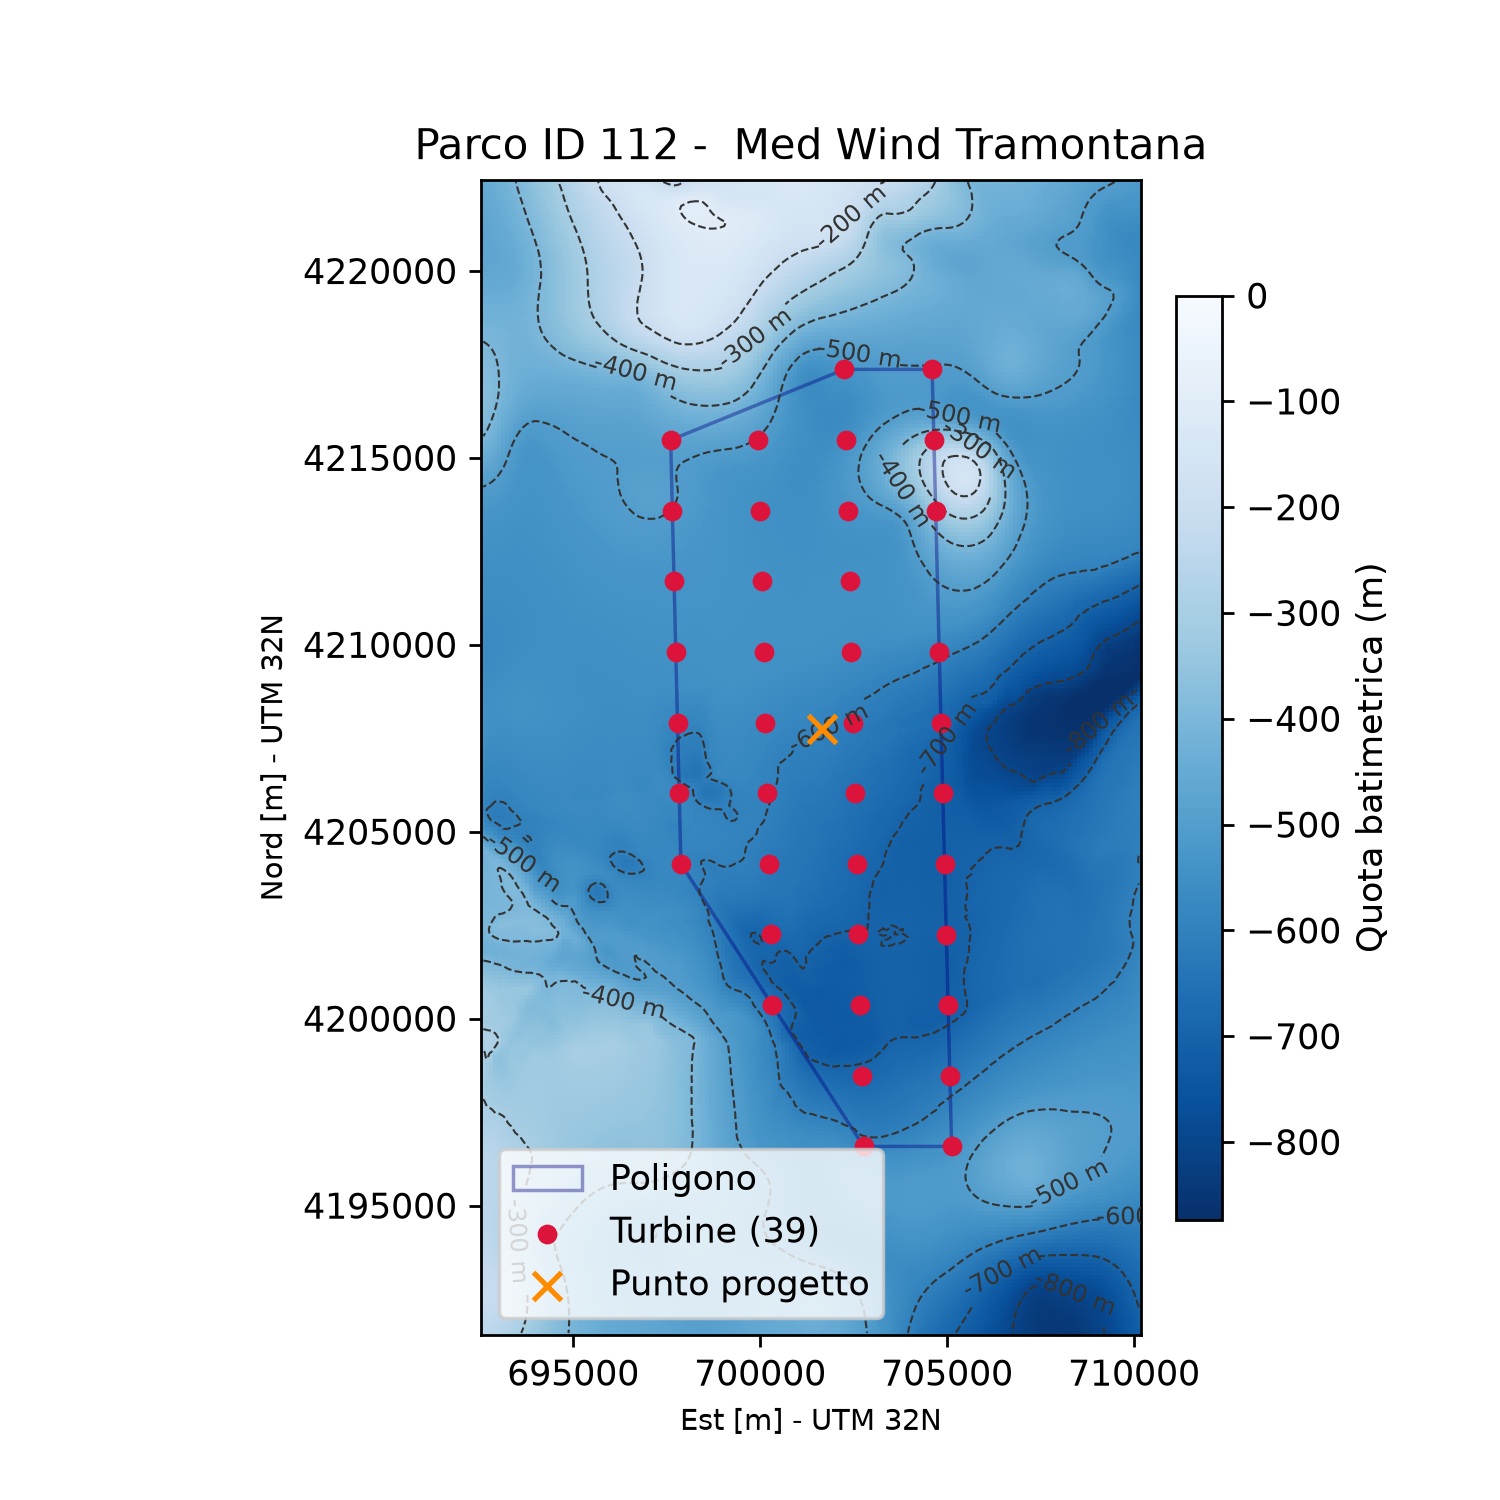 Parco ID 112 -  Med Wind Tramontana
-200 m
-300 m
-400 m
-500 m
-500 m
-300 m
-400 m
-600 m
-700 m
-800 m
-500 m
-400 m
-500 m
-600
-700 m
-800 m
-300 m
4220000
4215000
4210000
4205000
4200000
4195000
Nord [m] - UTM 32N
695000 700000 705000 710000
Est [m] - UTM 32N
Poligono
Turbine (39)
Punto progetto
0
−100
−200
−300
−400
−500
−600
−700
−800
Quota batimetrica (m)